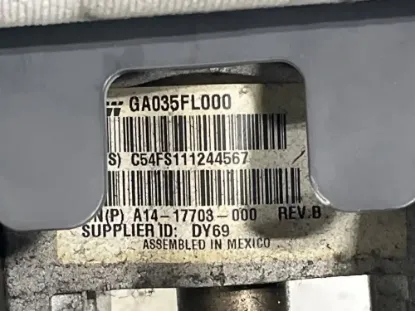 GA035FL000
S) C54FS111244567
N(P) A14-17703-000 REV.B
SUPPLIER ID: DY69
ASSEMBLED IN MEXICO